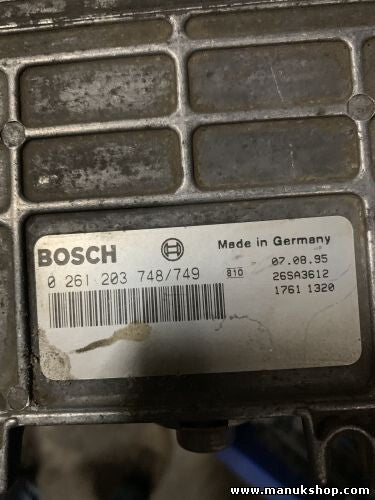 BOSCH
Made in Germany
0 261 203 748/749
810
07.08.95
26SA3612
1761 1320
www.manukshop.com